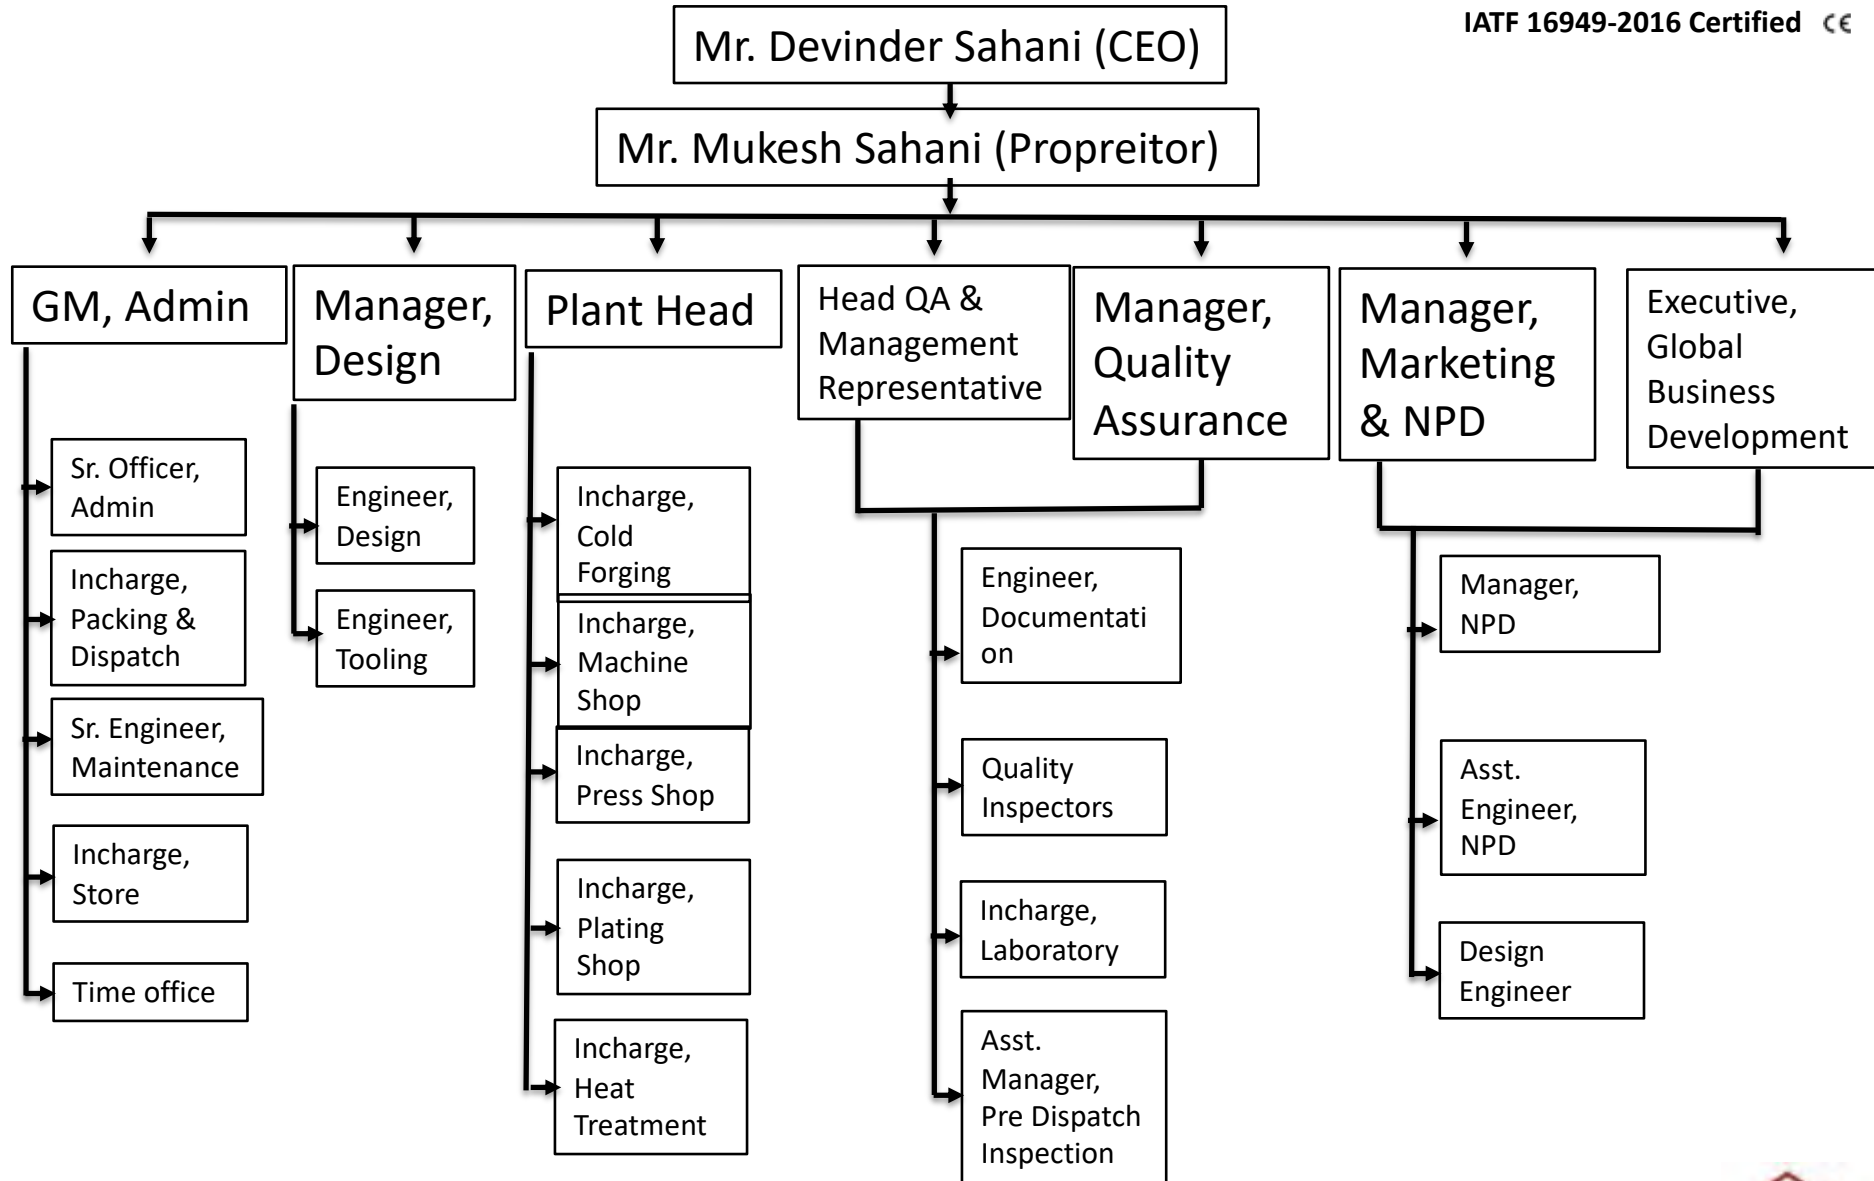 IATF 16949-2016 Certified CE
Mr. Devinder Sahani (CEO)
Mr. Mukesh Sahani (Propreitor)
GM, Admin
Sr. Officer,
Admin
Incharge,
Packing &
Dispatch
Sr. Engineer,
Maintenance
Incharge,
Store
Time office
Manager,
Design
Engineer,
Design
Engineer,
Tooling
Plant Head
Incharge,
Cold
Forging
Incharge,
Machine
Shop
Incharge,
Press Shop
Incharge,
Plating
Shop
Incharge,
Heat
Treatment
Head QA &
Management
Representative
Manager,
Quality
Assurance
Engineer,
Documentati
on
Quality
Inspectors
Incharge,
Laboratory
Asst.
Manager,
Pre Dispatch
Inspection
Manager,
Marketing
& NPD
Executive,
Global
Business
Development
Manager,
NPD
Asst.
Engineer,
NPD
Design
Engineer